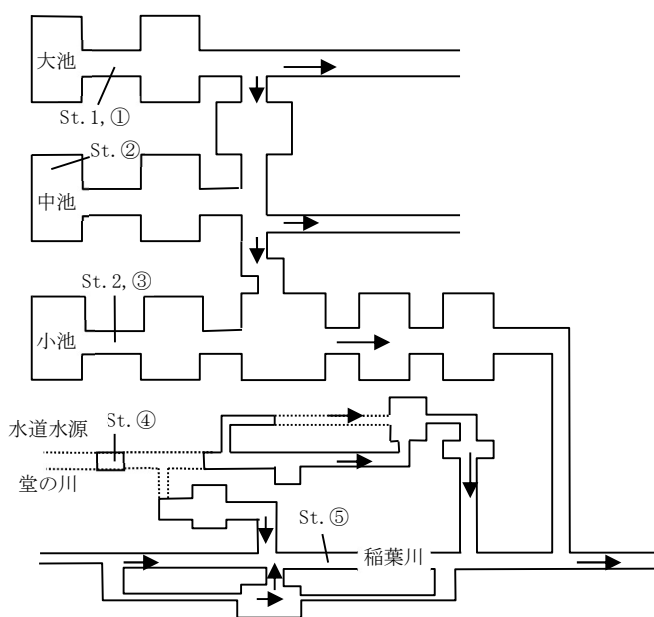 大池
St.1,①
St.②
中池
St.2,③
小池
St.④
水道水源
堂の川
St.⑤
稲葉川